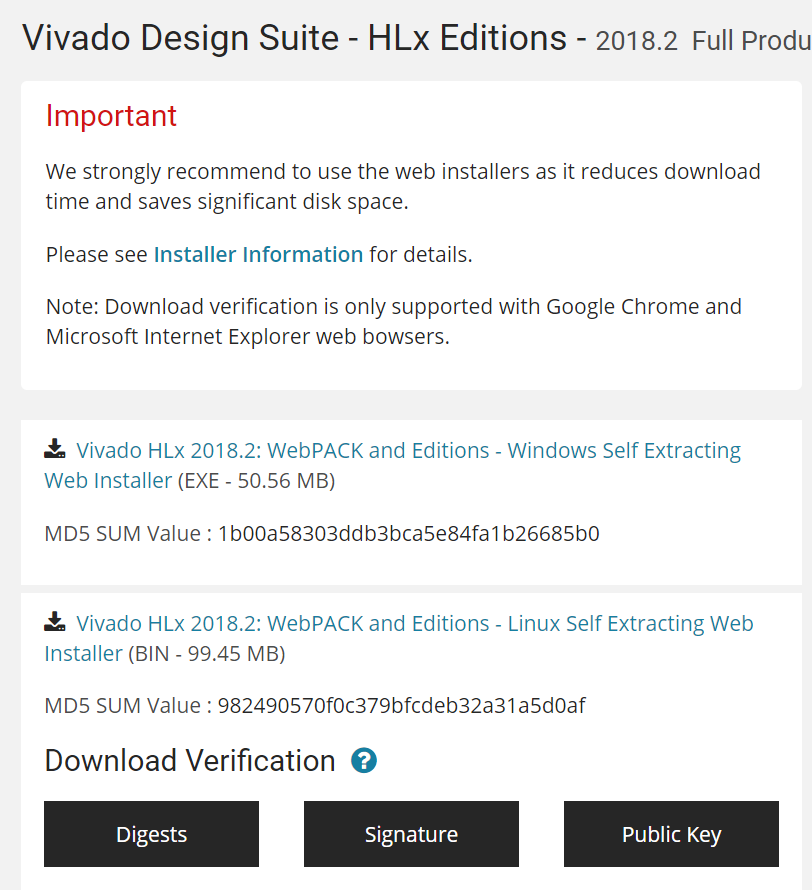 Vivado Design Suite - HLx Editions - 2018.2 Full Produ
Important
We strongly recommend to use the web installers as it reduces download
time and saves significant disk space.
Please see Installer Information for details.
Note: Download verification is only supported with Google Chrome and
Microsoft Internet Explorer web bowsers.
Vivado HLx 2018.2: WebPACK and Editions - Windows Self Extracting
Web Installer (EXE - 50.56 MB)
MD5 SUM Value : 1b00a58303ddb3bca5e84fa1b26685b0
Vivado HLx 2018.2: WebPACK and Editions - Linux Self Extracting Web
Installer (BIN - 99.45 MB)
MD5 SUM Value : 982490570f0c379bfcdeb32a31a5d0af
Download Verification ?
Digests
Signature
Public Key